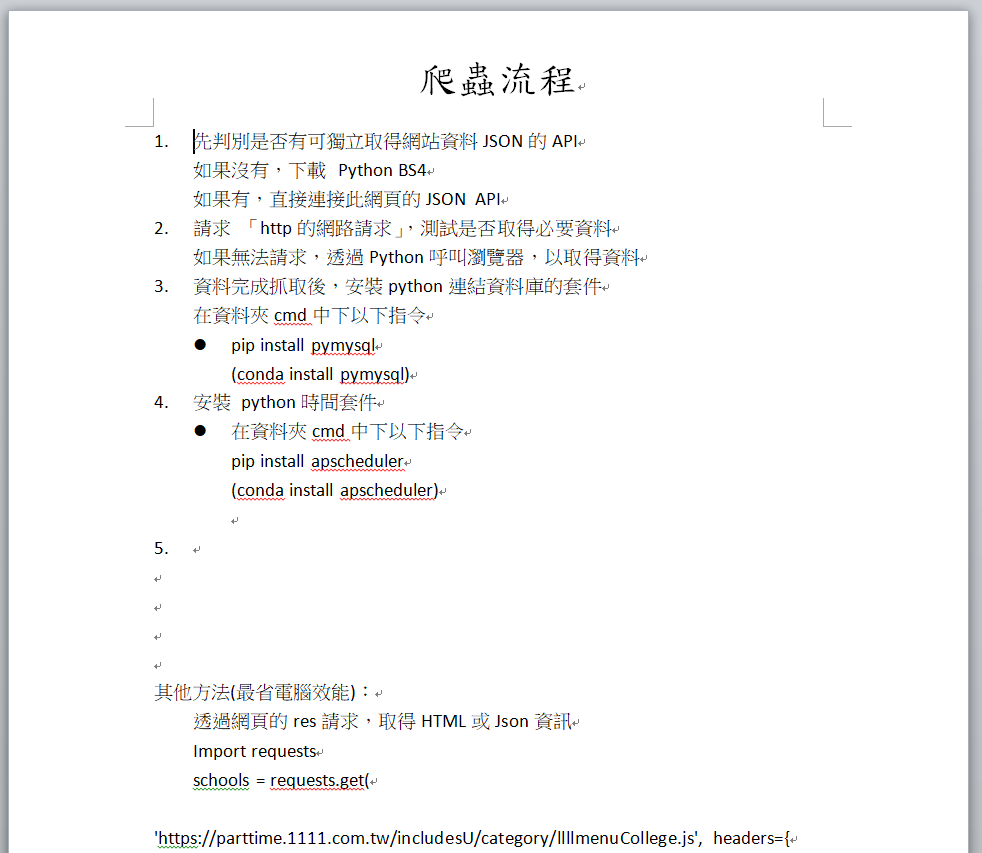 爬蟲流程
1. 先判別是否有可獨立取得網站資料 JSON 的 API
如果沒有，下載 Python BS4
如果有，直接連接此網頁的 JSON API
2. 請求 「http 的網路請求」，測試是否取得必要資料
如果無法請求，透過 Python 呼叫瀏覽器，以取得資料
3. 資料完成抓取後，安裝 python 連結資料庫的套件
在資料夾 cmd 中下以下指令
● pip install pymysql
(conda install pymysql)
4. 安裝 python 時間套件
● 在資料夾 cmd 中下以下指令
pip install apscheduler
(conda install apscheduler)
5.
其他方法(最省電腦效能)：
透過網頁的 res 請求，取得 HTML 或 Json 資訊
Import requests
schools = requests.get(
'https://parttime.1111.com.tw/includesU/category/llllmenuCollege.js', headers={